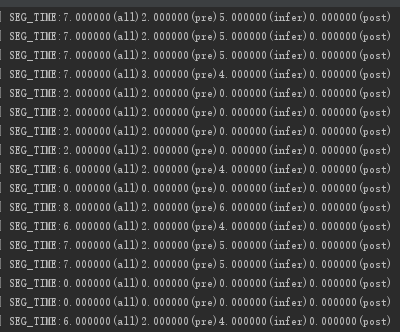 SEG_TIME:7.000000(all)2.000000(pre)5.000000(infer)0.000000(post)
SEG_TIME:7.000000(all)2.000000(pre)5.000000(infer)0.000000(post)
SEG_TIME:7.000000(all)2.000000(pre)5.000000(infer)0.000000(post)
SEG_TIME:7.000000(all)3.000000(pre)4.000000(infer)0.000000(post)
SEG_TIME:2.000000(all)2.000000(pre)0.000000(infer)0.000000(post)
SEG_TIME:2.000000(all)2.000000(pre)0.000000(infer)0.000000(post)
SEG_TIME:2.000000(all)2.000000(pre)0.000000(infer)0.000000(post)
SEG_TIME:2.000000(all)2.000000(pre)0.000000(infer)0.000000(post)
SEG_TIME:6.000000(all)2.000000(pre)4.000000(infer)0.000000(post)
SEG_TIME:0.000000(all)0.000000(pre)0.000000(infer)0.000000(post)
SEG_TIME:8.000000(all)2.000000(pre)6.000000(infer)0.000000(post)
SEG_TIME:6.000000(all)2.000000(pre)4.000000(infer)0.000000(post)
SEG_TIME:7.000000(all)2.000000(pre)5.000000(infer)0.000000(post)
SEG_TIME:7.000000(all)2.000000(pre)5.000000(infer)0.000000(post)
SEG_TIME:0.000000(all)0.000000(pre)0.000000(infer)0.000000(post)
SEG_TIME:0.000000(all)0.000000(pre)0.000000(infer)0.000000(post)
SEG_TIME:6.000000(all)2.000000(pre)4.000000(infer)0.000000(post)